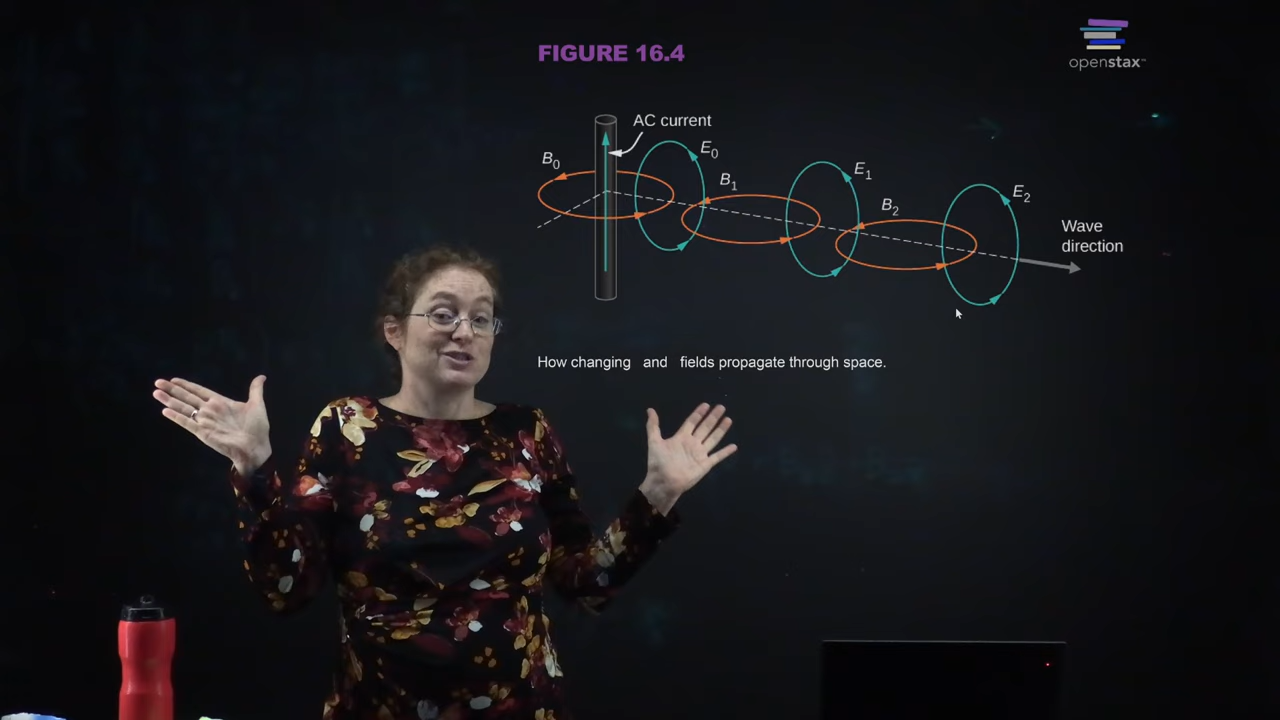 FIGURE 16.4
openstax™
AC current
B0
E0
B1
E1
B2
E2
Wave
direction
How changing and fields propagate through space.